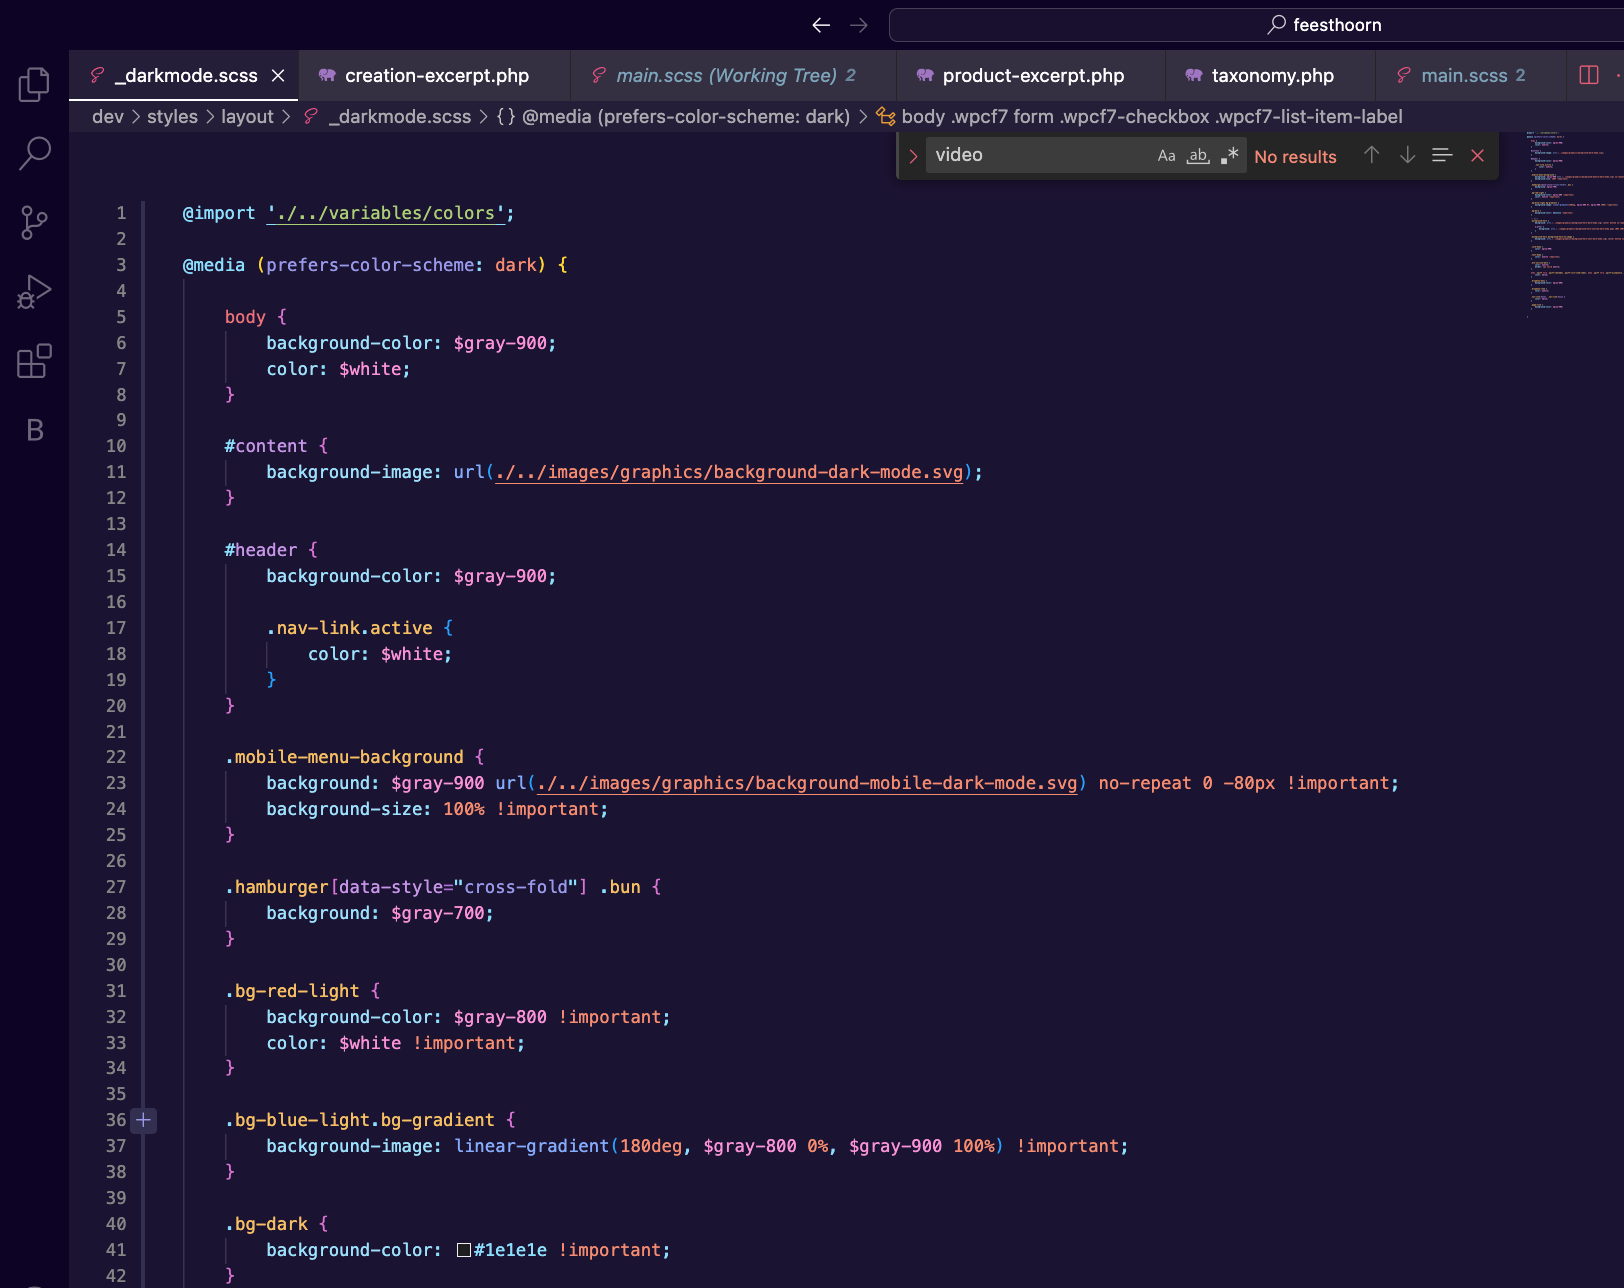 feesthoorn
_darkmode.scss
creation-excerpt.php
main.scss (Working Tree) 2
product-excerpt.php
taxonomy.php
main.scss 2
dev > styles > layout > _darkmode.scss > {} @media (prefers-color-scheme: dark) > body .wpcf7 form .wpcf7-checkbox .wpcf7-list-item-label
video Aa ab .* No results
B
1 @import './../variables/colors';
2
3 @media (prefers-color-scheme: dark) {
4
5 body {
6 background-color: $gray-900;
7 color: $white;
8 }
9
10 #content {
11 background-image: url(./../images/graphics/background-dark-mode.svg);
12 }
13
14 #header {
15 background-color: $gray-900;
16
17 .nav-link.active {
18 color: $white;
19 }
20 }
21
22 .mobile-menu-background {
23 background: $gray-900 url(./../images/graphics/background-mobile-dark-mode.svg) no-repeat 0 -80px !important;
24 background-size: 100% !important;
25 }
26
27 .hamburger[data-style="cross-fold"] .bun {
28 background: $gray-700;
29 }
30
31 .bg-red-light {
32 background-color: $gray-800 !important;
33 color: $white !important;
34 }
35
36 .bg-blue-light.bg-gradient {
37 background-image: linear-gradient(180deg, $gray-800 0%, $gray-900 100%) !important;
38 }
39
40 .bg-dark {
41 background-color: #1e1e1e !important;
42 }